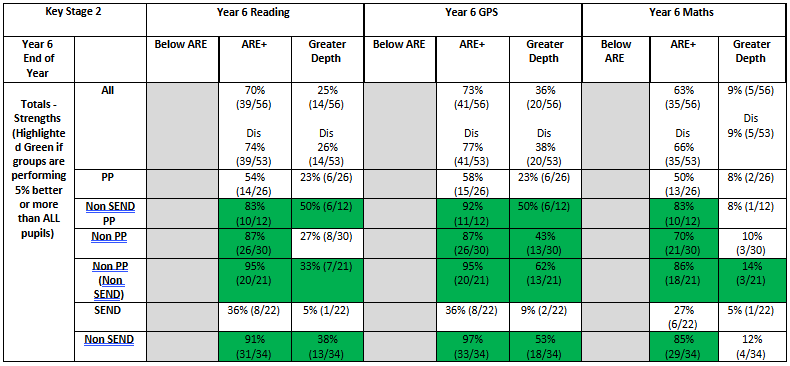 Key Stage 2 Year 6 Reading Year 6 GPS Year 6 Maths
Year 6 Below ARE ARE+ Greater Below ARE ARE+ Greater Below ARE+ Greater
End of Depth Depth ARE Depth
Year
All 70% 25% 73% 36% 63% 9% (5/56)
Totals - (39/56) (14/56) (41/56) (20/56) (35/56)
Strengths
(Highlighte Dis
d Green if Dis Dis Dis Dis Dis 9% (5/53)
groups are 74% 26% 77% 38% 66%
performing (39/53) (14/53) (41/53) (20/53) (35/53)
5% better PP 54% 23% (6/26) 58% 23% (6/26) 50% 8% (2/26)
or more (14/26) (15/26) (13/26)
than ALL Non SEND 83% 50% (6/12) 92% 50% (6/12) 83% 8% (1/12)
pupils) PP (10/12) (11/12) (10/12)
Non PP 87% 27% (8/30) 87% 43% 70% 10%
(26/30) (26/30) (13/30) (21/30) (3/30)
Non PP 95% 33% (7/21) 95% 62% 86% 14%
(Non (20/21) (20/21) (13/21) (18/21) (3/21)
SEND)
SEND 36% (8/22) 5% (1/22) 36% (8/22) 9% (2/22) 27% 5% (1/22)
(6/22)
Non SEND 91% 38% 97% 53% 85% 12%
(31/34) (13/34) (33/34) (18/34) (29/34) (4/34)